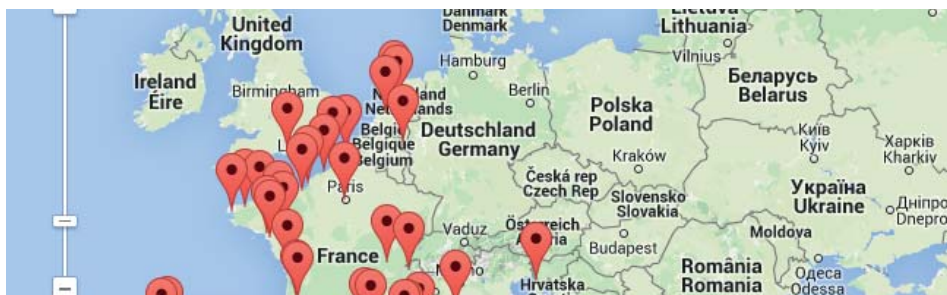 Danmark
Denmark
Lietuva
Lithuania
Vilnius
United
Kingdom
Hamburg
Беларусь
Belarus
Ireland
Éire
Birmingham
Berlin
Polska
Poland
Deutschland
Germany
België
Belgique
Belgium
Київ
Kyiv
Харків
Kharkiv
Kraków
Paris
Česká rep
Czech Rep
Slovensko
Slovakia
Україна
Ukraine
Дніпро
Dnepro
Vaduz
Österreich
Budapest
Moldova
France
România
Romania
Одеса
Odessa
Hrvatska